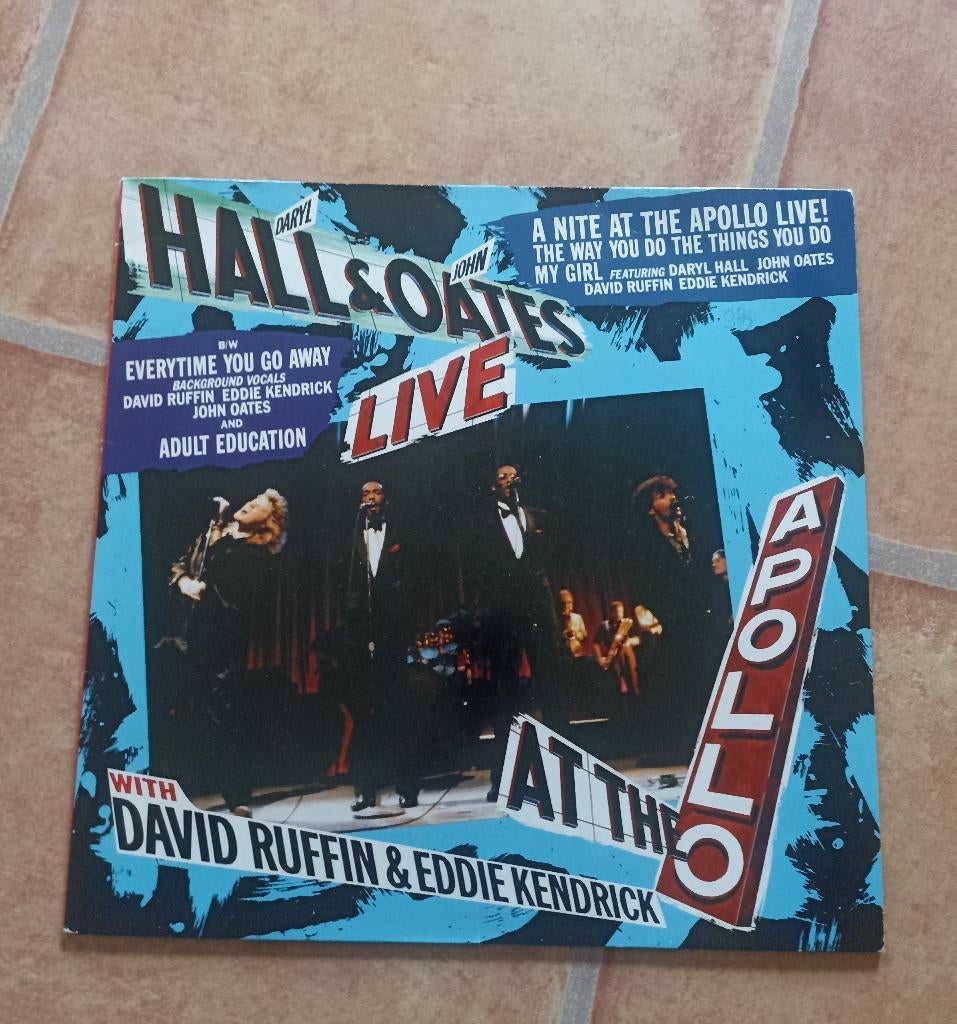 DARYL
HALL & OATES
JOHN
LIVE
A NITE AT THE APOLLO LIVE!
THE WAY YOU DO THE THINGS YOU DO
MY GIRL FEATURING DARYL HALL JOHN OATES
DAVID RUFFIN EDDIE KENDRICK
B/W
EVERYTIME YOU GO AWAY
BACKGROUND VOCALS
DAVID RUFFIN EDDIE KENDRICK
JOHN OATES
AND
ADULT EDUCATION
AT THE
APOLLO
WITH
DAVID RUFFIN & EDDIE KENDRICK